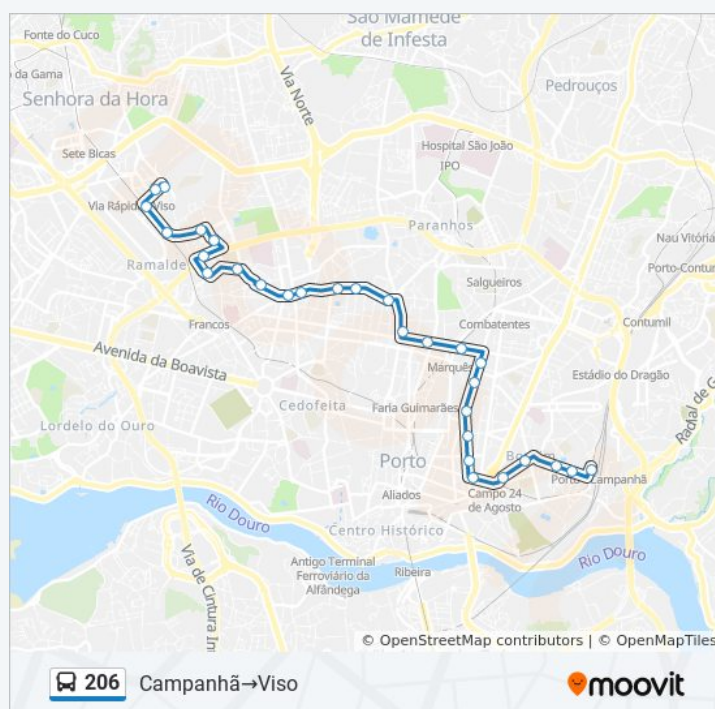 São Mamede
de Infesta
Fonte do Cuco
da Gama
Via Norte
Pedrouços
Senhora da Hora
Hospital São João
IPO
Sete Bicas
Via Rápida
Viso
Paranhos
Nau Vitória
Ramalde
Porto-Contum
Salgueiros
Francos
Combatentes
Contumil
Avenida da Boavista
Marquês
Estádio do Dragão
Cedofeita
Faria Guimarães
Radial de G
Lordelo do Ouro
Porto
Bo
m
Porto-Campanhã
Aliados
Campo 24
de Agosto
Rio Douro
Centro Histórico
Via de Cintura In
Antigo Terminal
Ferroviário da
Alfândega
Ribeira
Rio Douro
© OpenStreetMap contributors | © OpenMapTiles
206 Campanhã→Viso
moovit